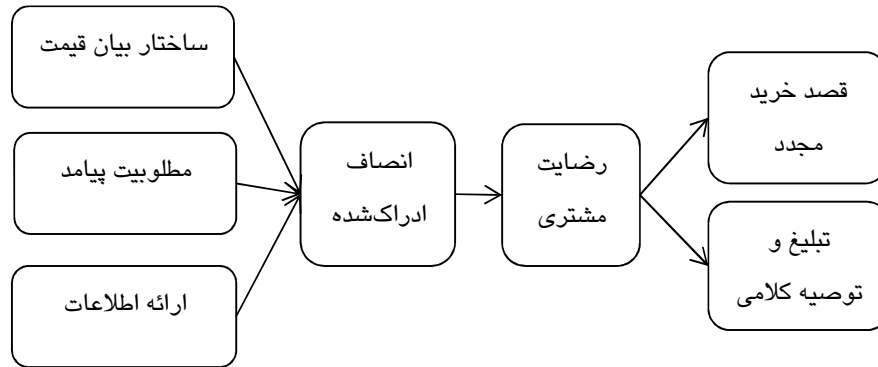 ساختار بیان قیمت
مطلوبیت پیامد
ارائه اطلاعات
انصاف
ادراک‌شده
رضایت
مشتری
قصد خرید
مجدد
تبلیغ و
توصیه کلامی